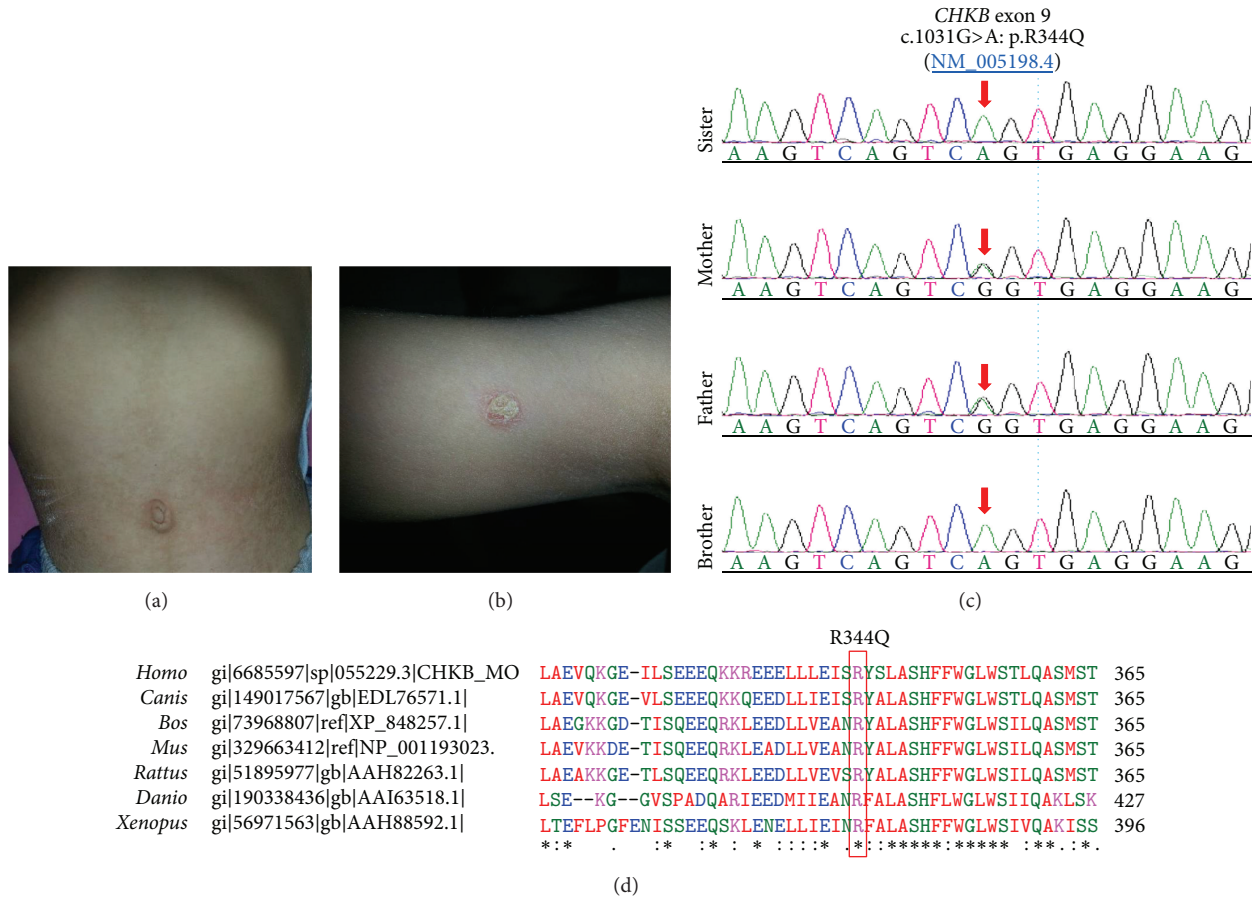 CHKB exon 9
c.1031G>A: p.R344Q
(NM_005198.4)
Sister
A A G T C A G T C A G T G A G G A A G
Mother
A A G T C A G T C G G T G A G G A A G
Father
A A G T C A G T C G G T G A G G A A G
Brother
A A G T C A G T C A G T G A G G A A G
(a)
(b)
(c)
R344Q
Homo gi|6685597|sp|055229.3|CHKB_MO LAEVQKGE-ILSEEEQKKREEELLLEISRYSLASHFFWGLWSTLQASMST 365
Canis gi|149017567|gb|EDL76571.1| LAEVQKGE-VLSEEEQKKQEEDLLIEISRYALASHFFWGLWSTLQASMST 365
Bos gi|73968807|ref|XP_848257.1| LAEGKKGD-TISQEEQRKLEEDLLVEANRYALASHFFWGLWSTLQASMST 365
Mus gi|329663412|ref|NP_001193023. LAEVKKDE-TISQEEQRKLEADLLVEANRYALASHFFWGLWSILQASMST 365
Rattus gi|51895977|gb|AAH82263.1| LAEAKKGE-TLSQEEQRKLEEDLLVEVSRYALASHFFWGLWSILQASMST 365
Danio gi|190338436|gb|AAI63518.1| LSE--KG--GVSPADQARIEEDMIIEANRFALASHFLWGLWSIIQAKLSK 427
Xenopus gi|56971563|gb|AAH88592.1| LTEFLPGFENISSEEQSKLENELLIEINRFALASHFFWGLWSIVQAKISS 396
*:* . :* :* : * ::::* .*::*****:***** :**.:*.
(d)